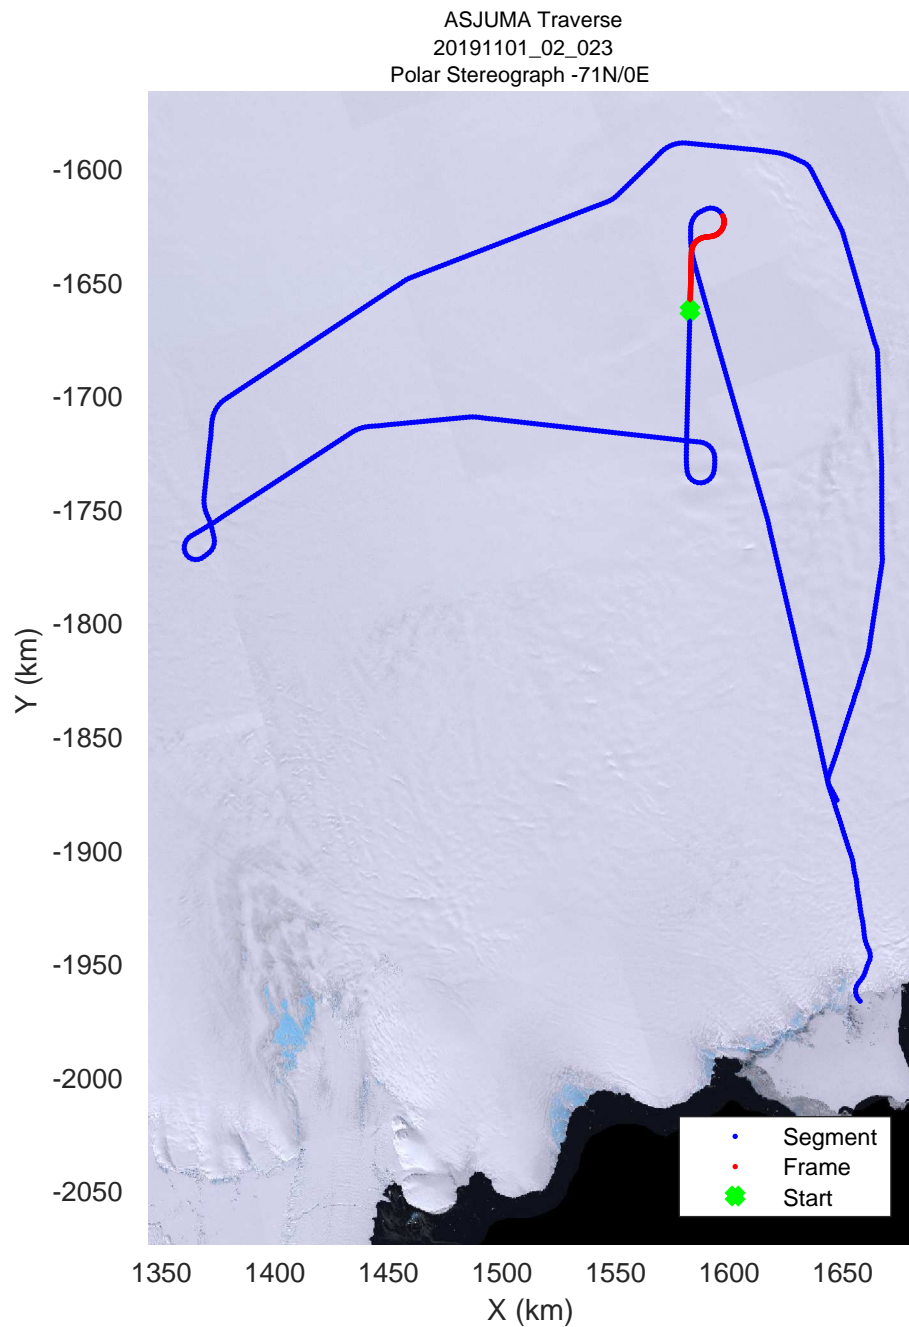 ASJUMA Traverse
20191101_02_023
Polar Stereograph -71N/0E
-1600
-1650
-1700
-1750
-1800
-1850
-1900
-1950
-2000
-2050
Y (km)
Segment
Frame
Start
1350 1400 1450 1500 1550 1600 1650
X (km)